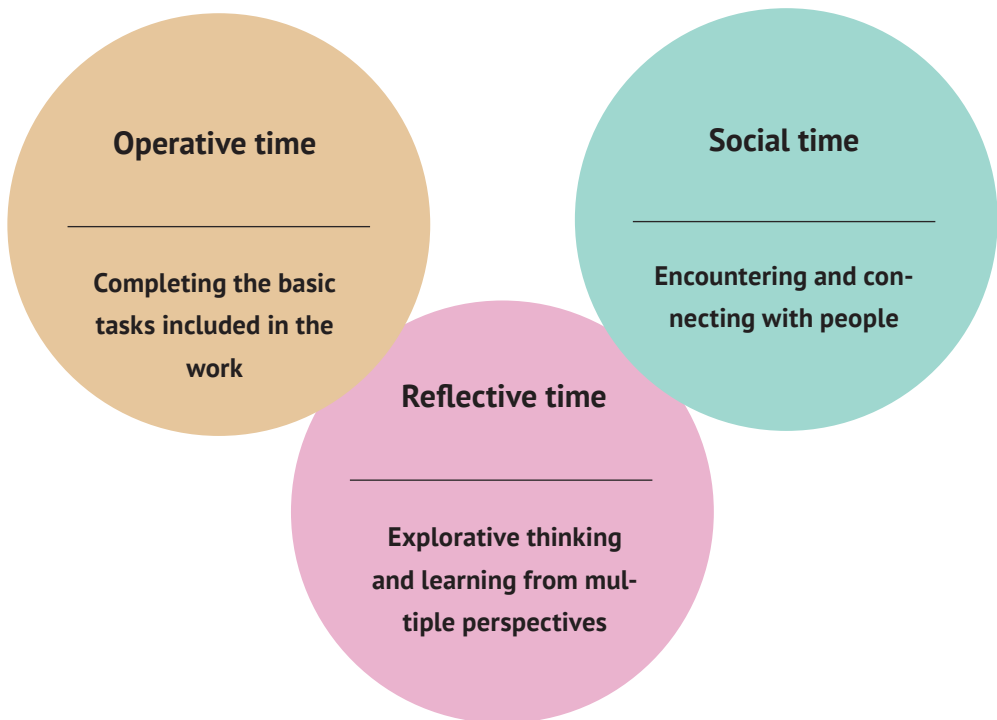 Operative time
Completing the basic
tasks included in the
work
Social time
Encountering and con-
necting with people
Reflective time
Explorative thinking
and learning from mul-
tiple perspectives